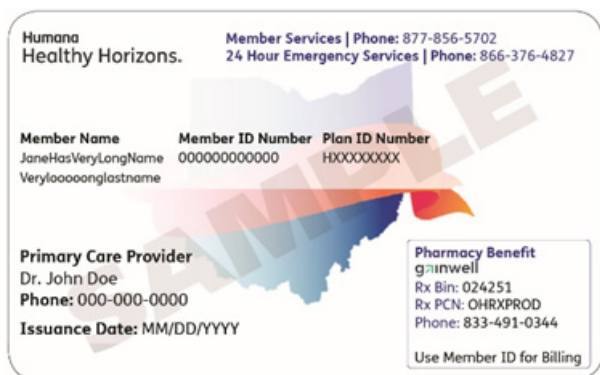 Humana
Healthy Horizons.
Member Services | Phone: 877-856-5702
24 Hour Emergency Services | Phone: 866-376-4827
Member Name Member ID Number Plan ID Number
JaneHasVeryLongName 000000000000 HXXXXXXXX
Verylooooonglastname
SAMPLE
Primary Care Provider
Dr. John Doe
Phone: 000-000-0000
Issuance Date: MM/DD/YYYY
Pharmacy Benefit
gainwell
Rx Bin: 024251
Rx PCN: OHRXPROD
Phone: 833-491-0344
Use Member ID for Billing